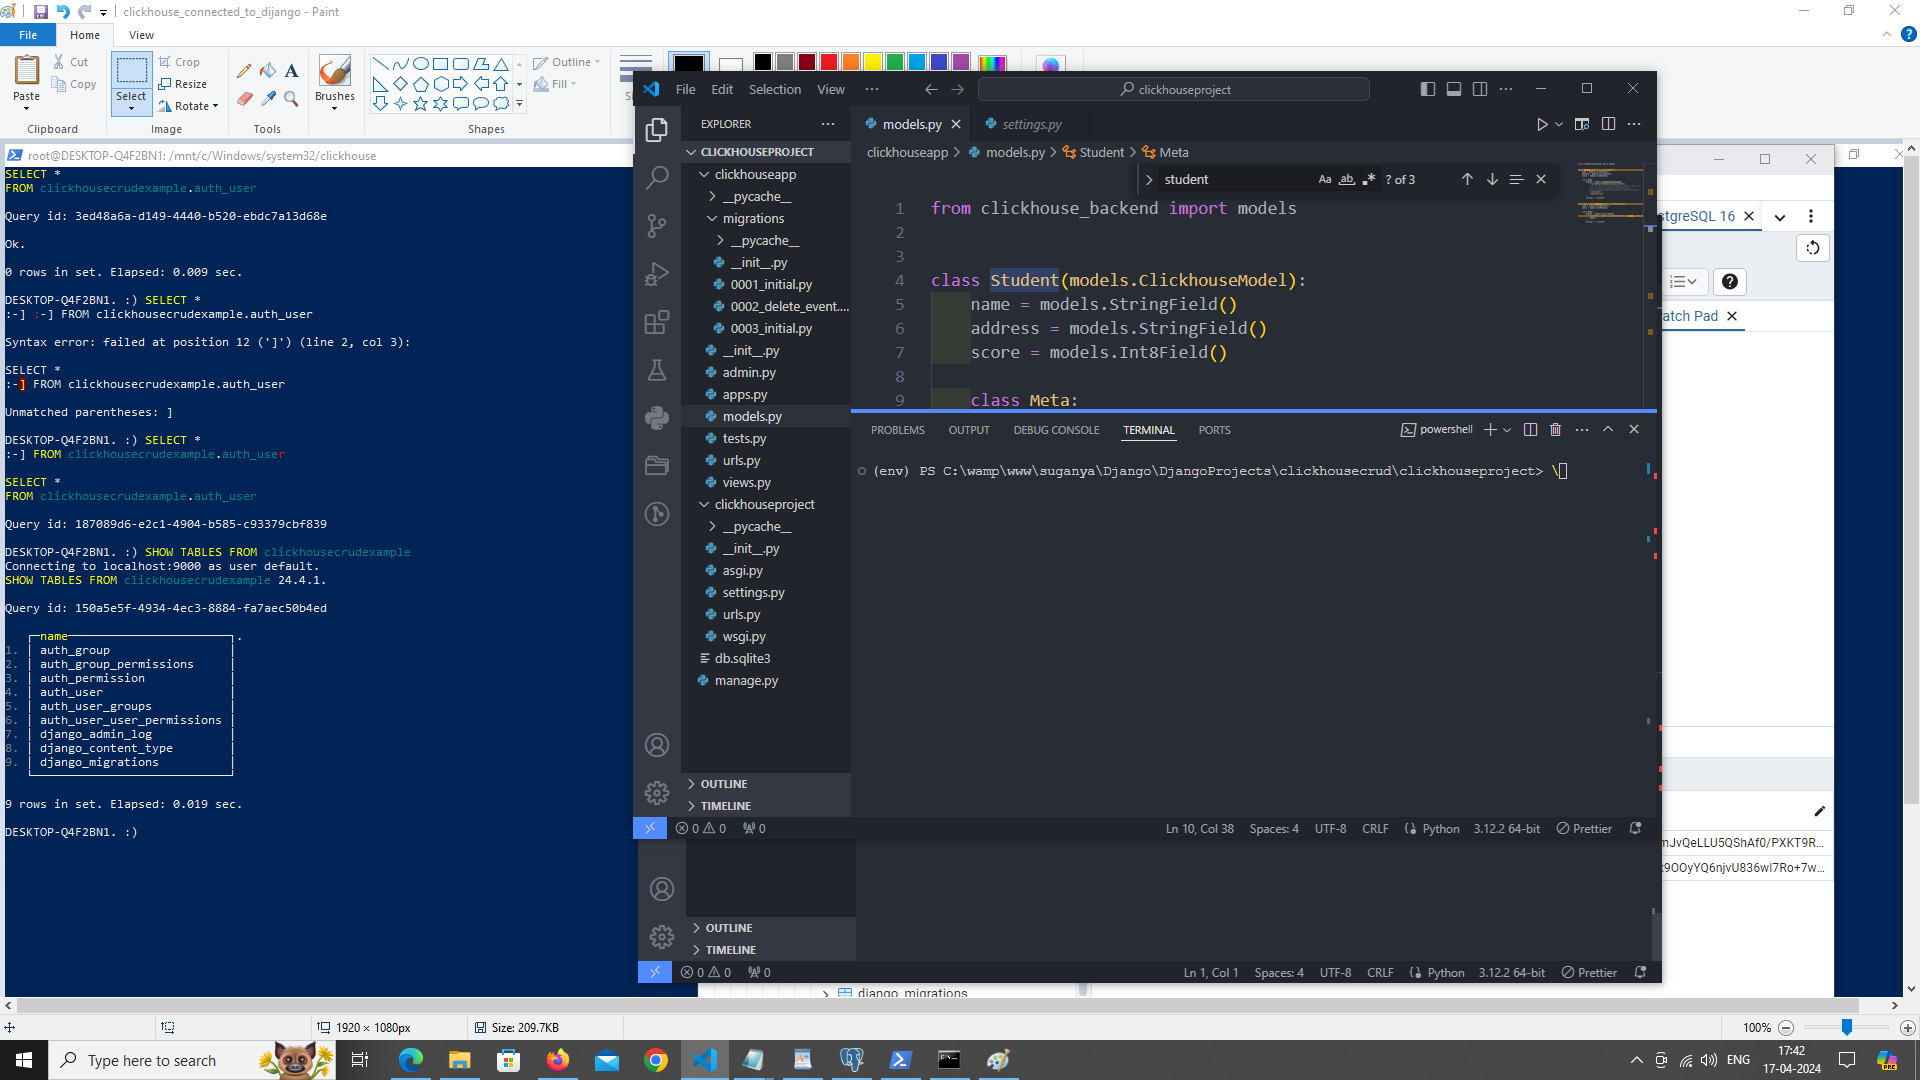 clickhouse_connected_to_dijango - Paint
File
Home
View
Paste
Cut
Copy
Clipboard
Select
Crop
Resize
Rotate
Image
Tools
Brushes
Outline
Fill
Shapes
root@DESKTOP-Q4F2BN1: /mnt/c/Windows/system32/clickhouse
SELECT *
FROM clickhousecrudexample.auth_user
Query id: 3ed48a6a-d149-4440-b520-ebdc7a13d68e
Ok.
0 rows in set. Elapsed: 0.009 sec.
DESKTOP-Q4F2BN1. :) SELECT *
:-] :-] FROM clickhousecrudexample.auth_user
Syntax error: failed at position 12 (']') (line 2, col 3):
SELECT *
:-] FROM clickhousecrudexample.auth_user
Unmatched parentheses: ]
DESKTOP-Q4F2BN1. :) SELECT *
:-] FROM clickhousecrudexample.auth_user
SELECT *
FROM clickhousecrudexample.auth_user
Query id: 187089d6-e2c1-4904-b585-c93379cbf839
DESKTOP-Q4F2BN1. :) SHOW TABLES FROM clickhousecrudexample
Connecting to localhost:9000 as user default.
SHOW TABLES FROM clickhousecrudexample 24.4.1.
Query id: 150a5e5f-4934-4ec3-8884-fa7aec50b4ed
name
1. auth_group
2. auth_group_permissions
3. auth_permission
4. auth_user
5. auth_user_groups
6. auth_user_user_permissions
7. django_admin_log
8. django_content_type
9. django_migrations
9 rows in set. Elapsed: 0.019 sec.
DESKTOP-Q4F2BN1. :)
File Edit Selection View
clickhouseproject
EXPLORER
CLICKHOUSEPROJECT
clickhouseapp
__pycache__
migrations
__pycache__
__init__.py
0001_initial.py
0002_delete_event....
0003_initial.py
__init__.py
admin.py
apps.py
models.py
tests.py
urls.py
views.py
clickhouseproject
__pycache__
__init__.py
asgi.py
settings.py
urls.py
wsgi.py
db.sqlite3
manage.py
OUTLINE
TIMELINE
models.py
settings.py
clickhouseapp > models.py > Student > Meta
student
Aa ab .*
? of 3
1 from clickhouse_backend import models
2
3
4 class Student(models.ClickhouseModel):
5 name = models.StringField()
6 address = models.StringField()
7 score = models.Int8Field()
8
9 class Meta:
PROBLEMS OUTPUT DEBUG CONSOLE TERMINAL PORTS
powershell
(env) PS C:\wamp\www\suganya\Django\DjangoProjects\clickhousecrud\clickhouseproject> \
0 0 0
Ln 10, Col 38 Spaces: 4 UTF-8 CRLF Python 3.12.2 64-bit Prettier
OUTLINE
TIMELINE
0 0 0
Ln 1, Col 1 Spaces: 4 UTF-8 CRLF Python 3.12.2 64-bit Prettier
stgreSQL 16
atch Pad
mJvQeLLU5QShAf0/PXKT9R...
x9OOyYQ6njvU836wI7Ro+7w...
django_migrations
1920 × 1080px
Size: 209.7KB
100%
Type here to search
ENG
17:42
17-04-2024